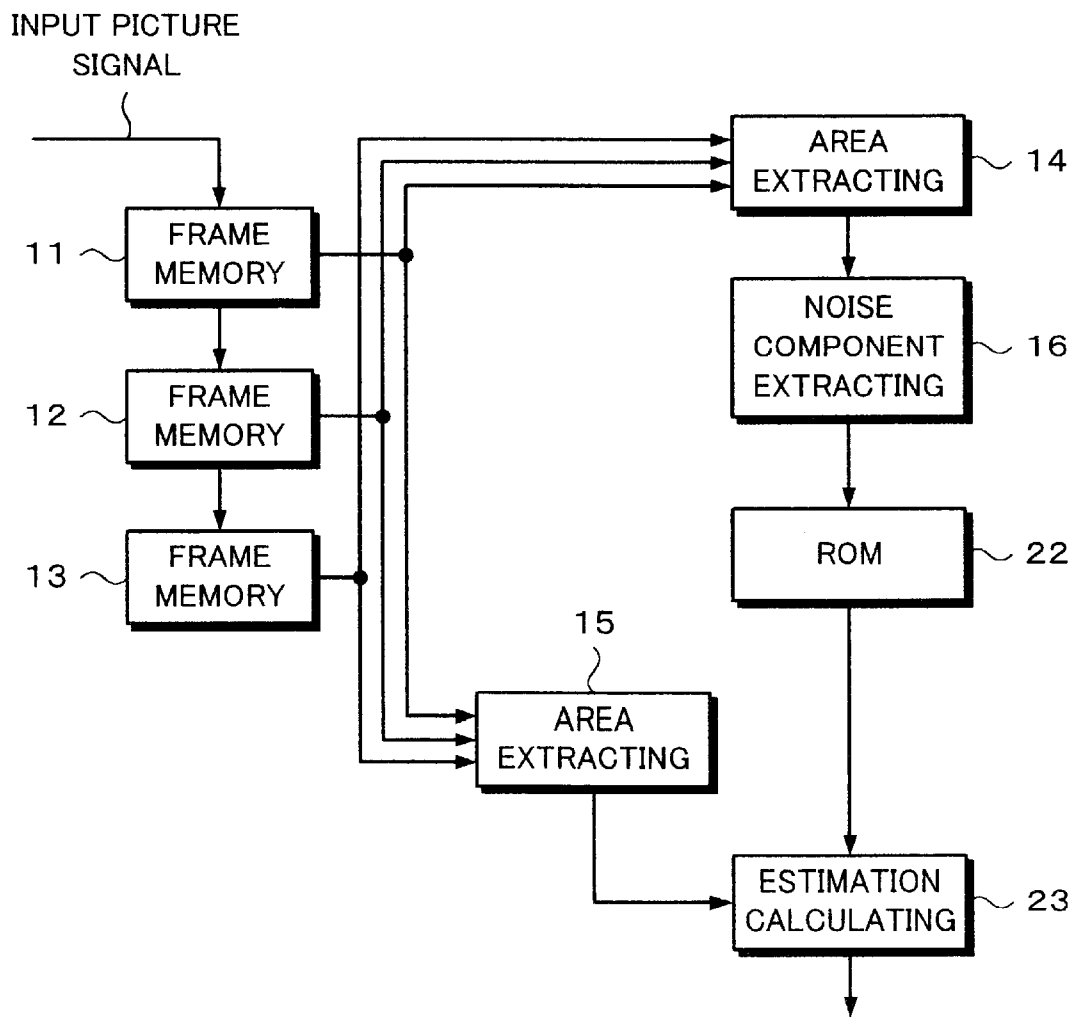 INPUT PICTURE
SIGNAL
AREA
EXTRACTING
14
FRAME
MEMORY
11
NOISE
COMPONENT
EXTRACTING
16
FRAME
MEMORY
12
ROM
22
FRAME
MEMORY
13
15
AREA
EXTRACTING
ESTIMATION
CALCULATING
23